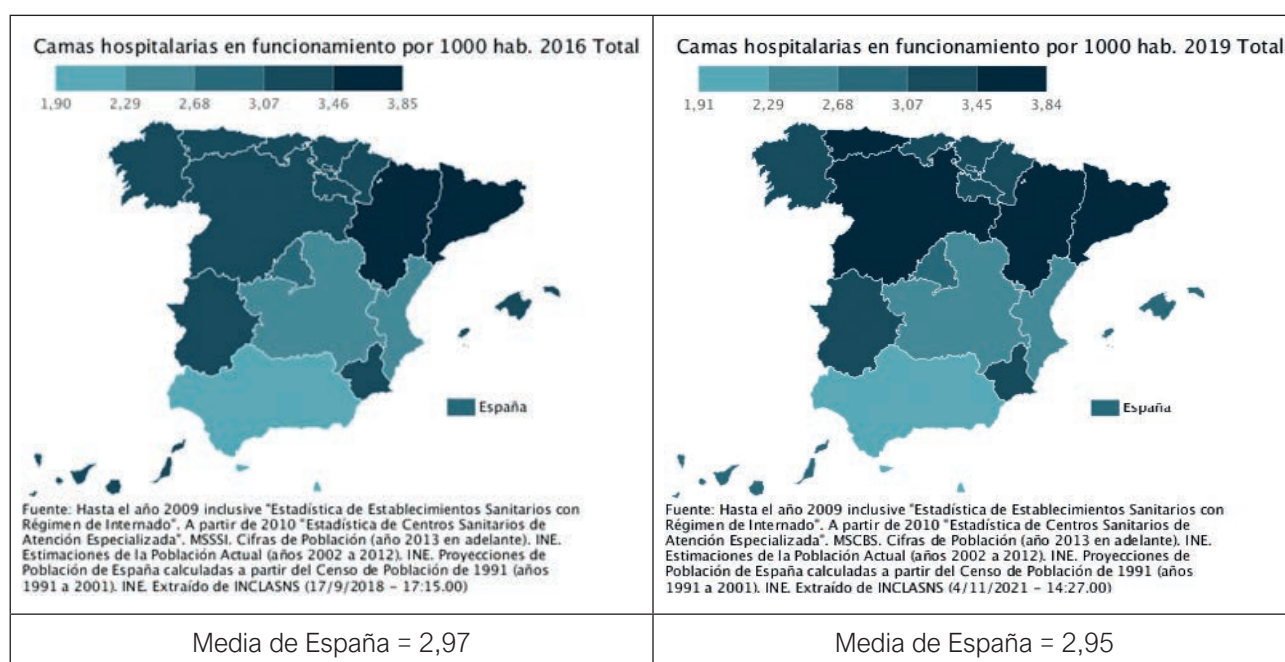 Camas hospitalarias en funcionamiento por 1000 hab. 2016 Total
1,90 2,29 2,68 3,07 3,46 3,85
España
Fuente: Hasta el año 2009 inclusive "Estadística de Establecimientos Sanitarios con
Régimen de Internado". A partir de 2010 "Estadística de Centros Sanitarios de
Atención Especializada". MSSSI. Cifras de Población (año 2013 en adelante). INE.
Estimaciones de la Población Actual (años 2002 a 2012). INE. Proyecciones de
Población de España calculadas a partir del Censo de Población de 1991 (años
1991 a 2001). INE. Extraído de INCLASNS (17/9/2018 - 17:15.00)
Media de España = 2,97
Camas hospitalarias en funcionamiento por 1000 hab. 2019 Total
1,91 2,29 2,68 3,07 3,45 3,84
España
Fuente: Hasta el año 2009 inclusive "Estadística de Establecimientos Sanitarios con
Régimen de Internado". A partir de 2010 "Estadística de Centros Sanitarios de
Atención Especializada". MSCBS. Cifras de Población (año 2013 en adelante). INE.
Estimaciones de la Población Actual (años 2002 a 2012). INE. Proyecciones de
Población de España calculadas a partir del Censo de Población de 1991 (años
1991 a 2001). INE. Extraído de INCLASNS (4/11/2021 - 14:27.00)
Media de España = 2,95